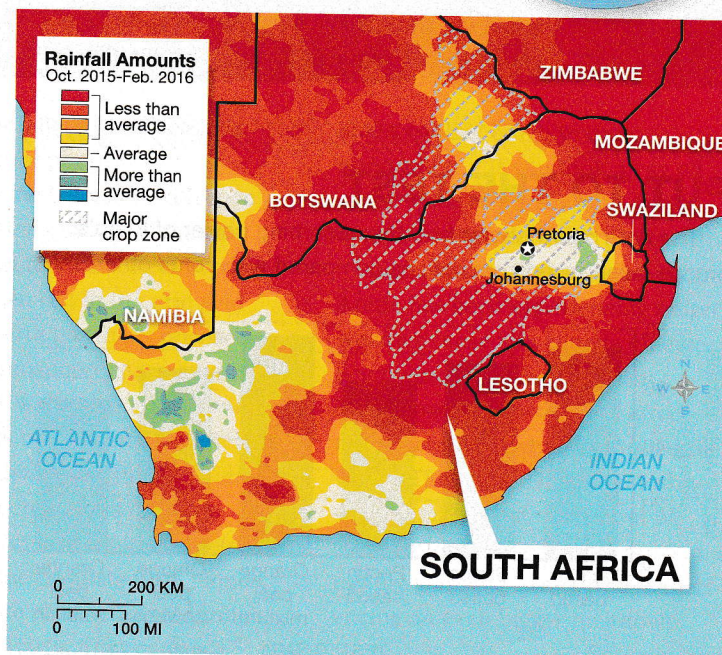 Rainfall Amounts
Oct. 2015-Feb. 2016
Less than
average
Average
More than
average
Major
crop zone
ZIMBABWE
MOZAMBIQUE
BOTSWANA
SWAZILAND
Pretoria
Johannesburg
NAMIBIA
LESOTHO
N
W E
S
ATLANTIC
OCEAN
INDIAN
OCEAN
SOUTH AFRICA
0 200 KM
0 100 MI